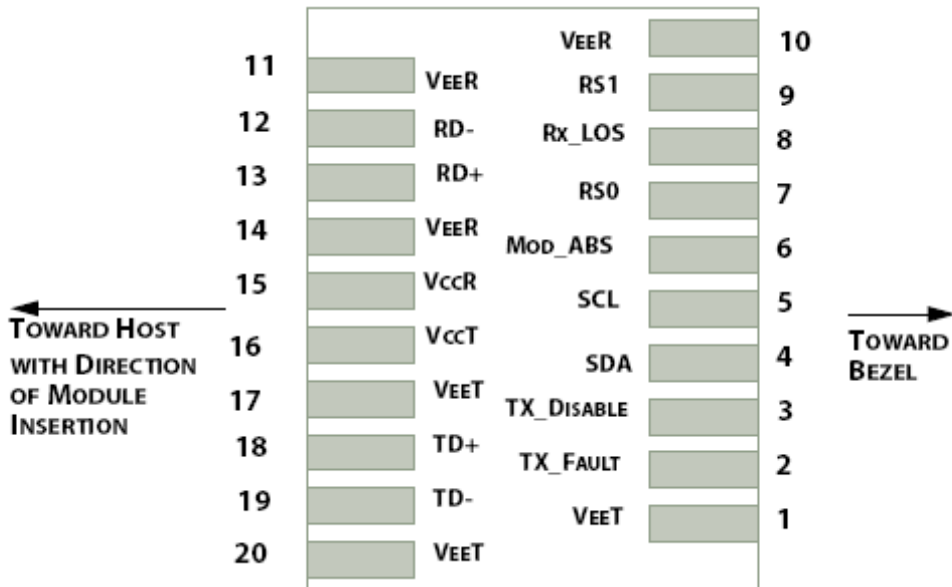 11 VEER
12 RD-
13 RD+
14 VEER
15 VCCR
16 VCCT
17 VEET
18 TD+
19 TD-
20 VEET
VEER 10
RS1 9
RX_LOS 8
RS0 7
MOD_ABS 6
SCL 5
SDA 4
TX_DISABLE 3
TX_FAULT 2
VEET 1
TOWARD HOST
WITH DIRECTION
OF MODULE
INSERTION
TOWARD
BEZEL